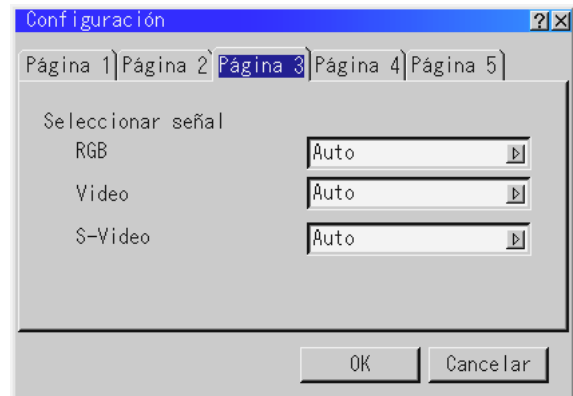 Configuración ? X
Página 1 Página 2 Página 3 Página 4 Página 5
Seleccionar señal
RGB Auto
Video Auto
S-Video Auto
OK Cancelar